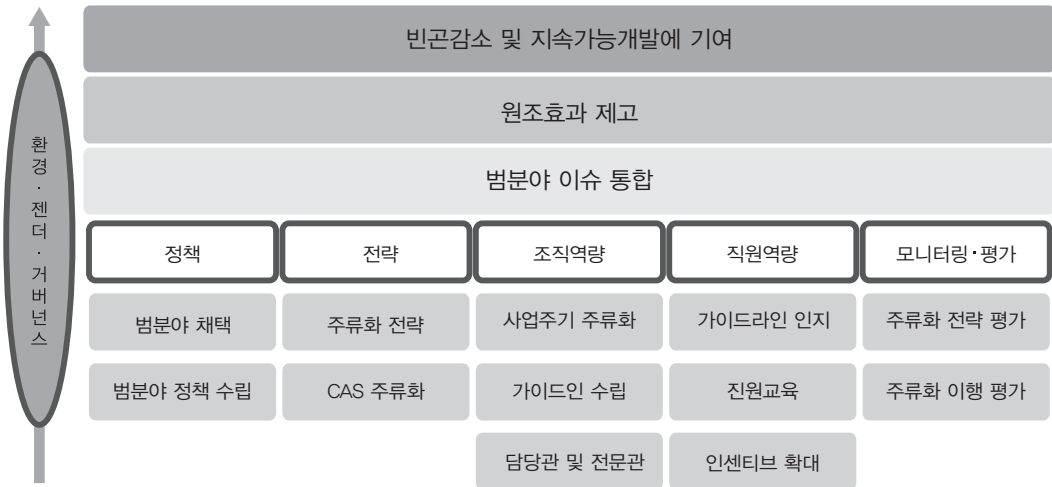 빈곤감소 및 지속가능개발에 기여
원조효과 제고
범분야 이슈 통합
환경·젠더·거버넌스
정책 전략 조직역량 직원역량 모니터링·평가
범분야 채택 주류화 전략 사업주기 주류화 가이드라인 인지 주류화 전략 평가
범분야 정책 수립 CAS 주류화 가이드인 수립 진원교육 주류화 이행 평가
담당관 및 전문관 인센티브 확대